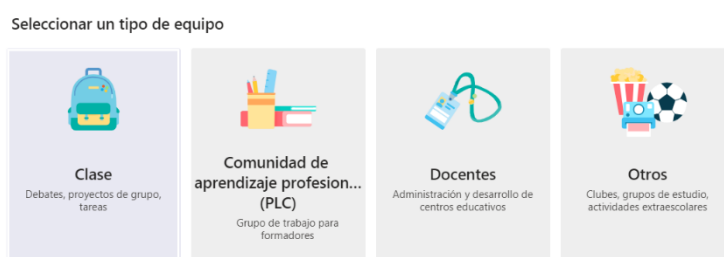 Seleccionar un tipo de equipo
Clase
Debates, proyectos de grupo,
tareas
Comunidad de
aprendizaje profesion...
(PLC)
Grupo de trabajo para
formadores
Docentes
Administración y desarrollo de
centros educativos
Otros
Clubes, grupos de estudio,
actividades extraescolares